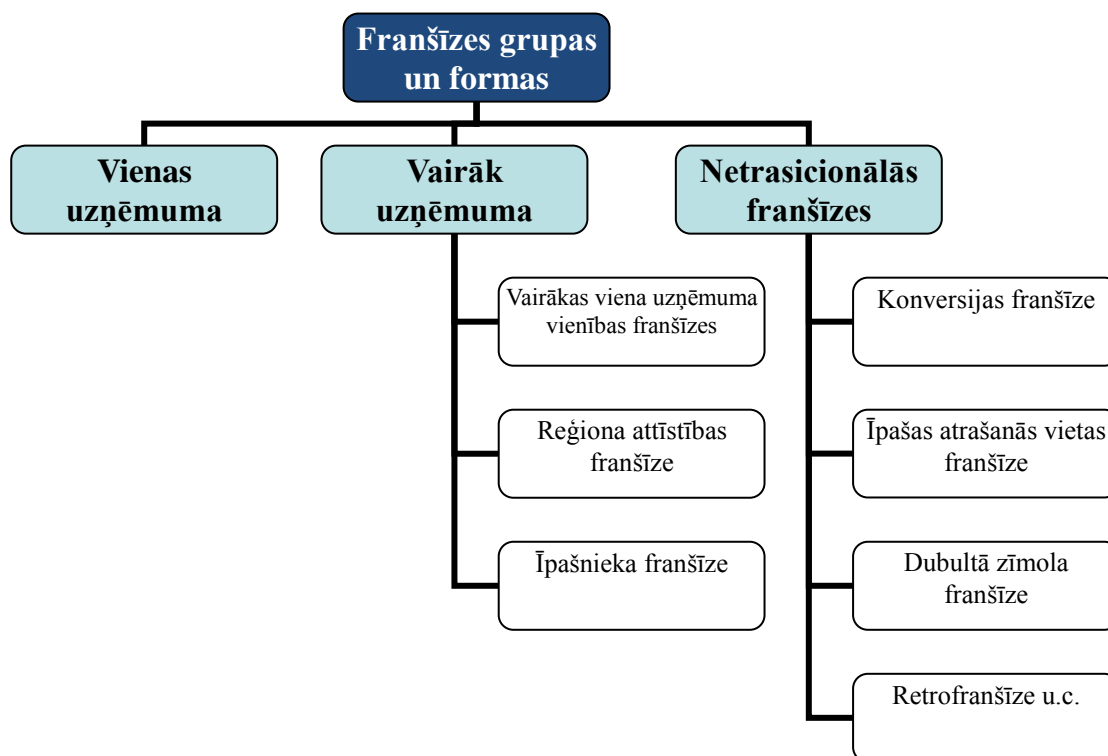 Franšīzes grupas
un formas
Vienas
uzņēmuma
Vairāk
uzņēmuma
Netrasicionālās
franšīzes
Vairākas viena uzņēmuma
vienības franšīzes
Reģiona attīstības
franšīze
Īpašnieka franšīze
Konversijas franšīze
Īpašas atrašanās vietas
franšīze
Dubultā zīmola
franšīze
Retrofranšīze u.c.